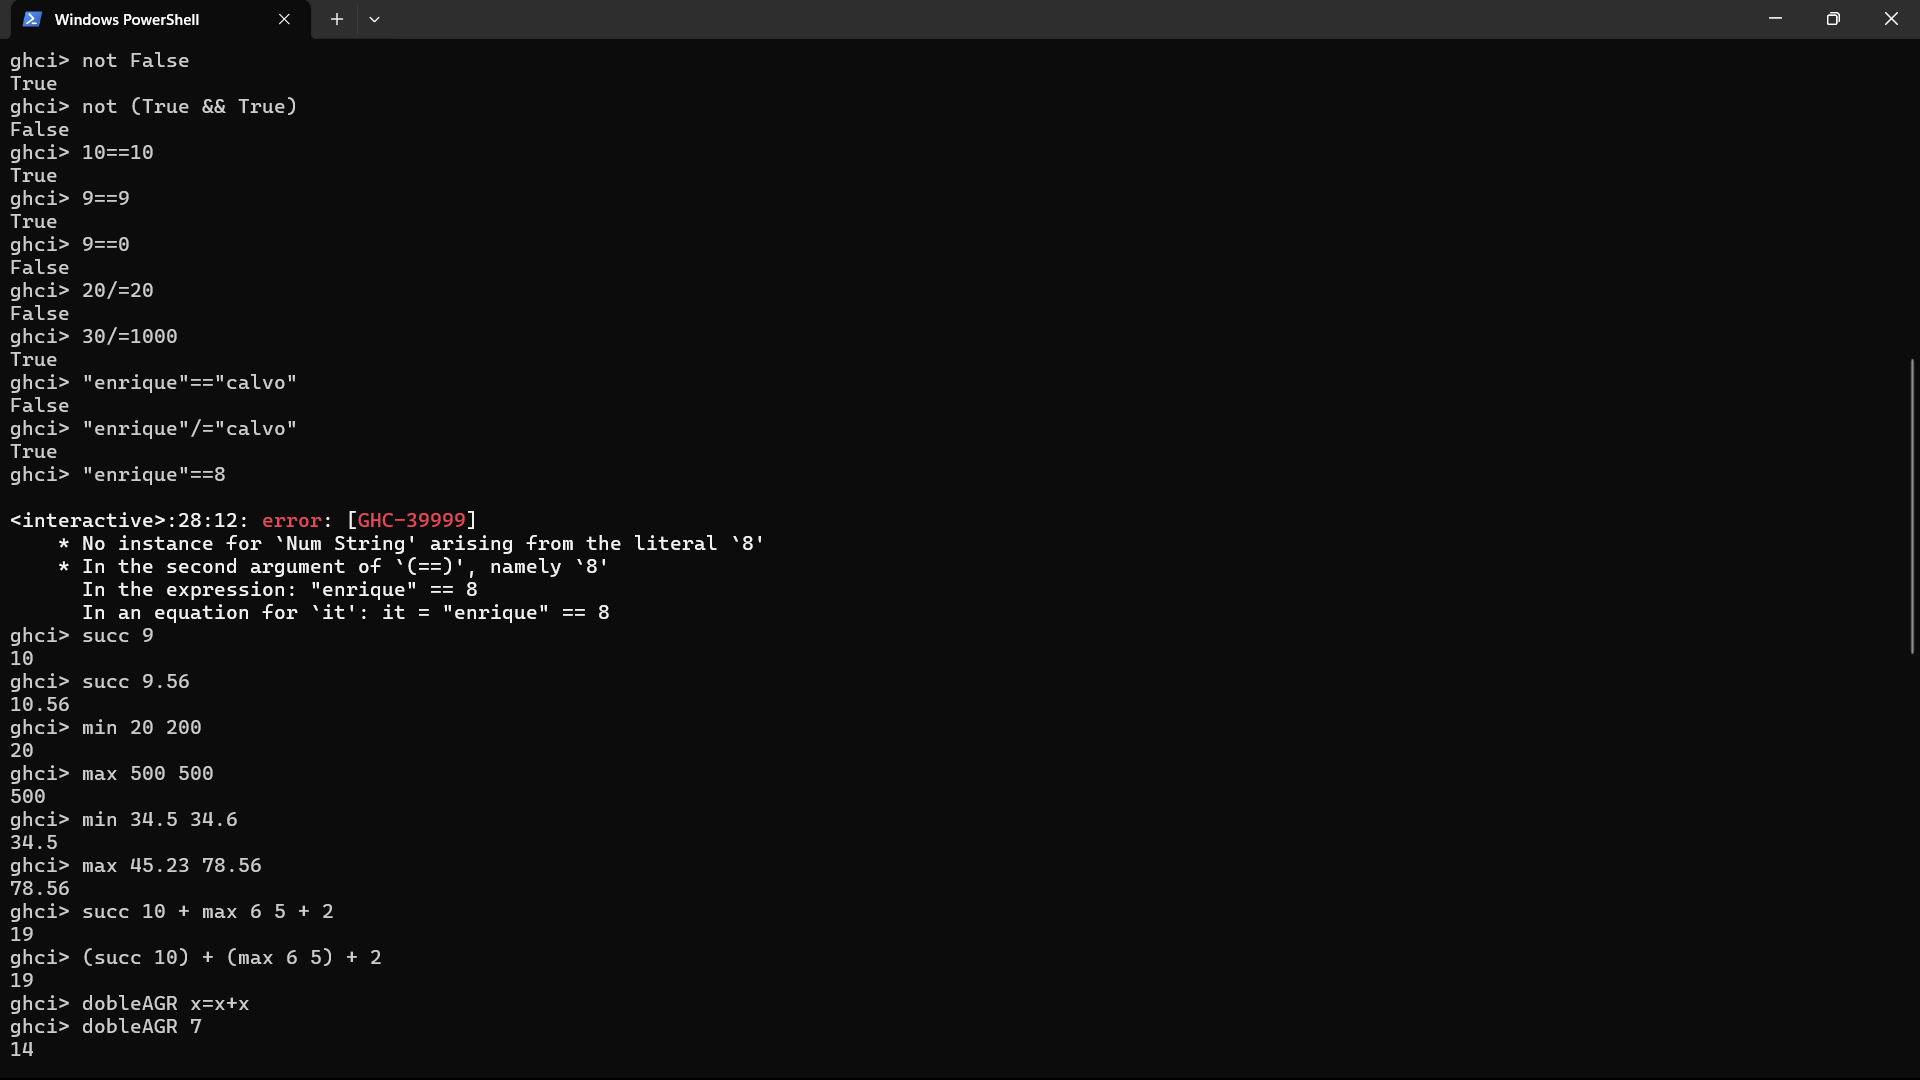 Windows PowerShell
ghci> not False
True
ghci> not (True && True)
False
ghci> 10==10
True
ghci> 9==9
True
ghci> 9==0
False
ghci> 20/=20
False
ghci> 30/=1000
True
ghci> "enrique"=="calvo"
False
ghci> "enrique"/="calvo"
True
ghci> "enrique"==8
<interactive>:28:12: error: [GHC-39999]
    * No instance for `Num String' arising from the literal `8'
    * In the second argument of `(==)', namely `8'
      In the expression: "enrique" == 8
      In an equation for `it': it = "enrique" == 8
ghci> succ 9
10
ghci> succ 9.56
10.56
ghci> min 20 200
20
ghci> max 500 500
500
ghci> min 34.5 34.6
34.5
ghci> max 45.23 78.56
78.56
ghci> succ 10 + max 6 5 + 2
19
ghci> (succ 10) + (max 6 5) + 2
19
ghci> dobleAGR x=x+x
ghci> dobleAGR 7
14